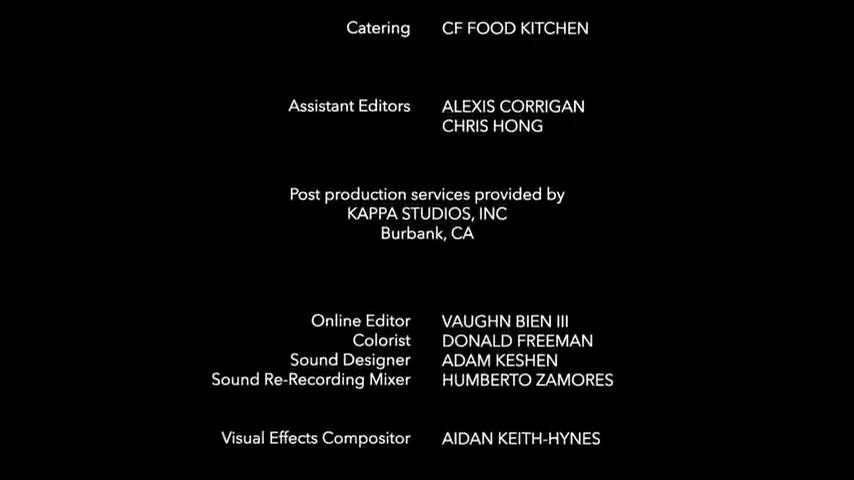 Catering CF FOOD KITCHEN
Assistant Editors ALEXIS CORRIGAN
CHRIS HONG
Post production services provided by
KAPPA STUDIOS, INC
Burbank, CA
Online Editor VAUGHN BIEN III
Colorist DONALD FREEMAN
Sound Designer ADAM KESHEN
Sound Re-Recording Mixer HUMBERTO ZAMORES
Visual Effects Compositor AIDAN KEITH-HYNES